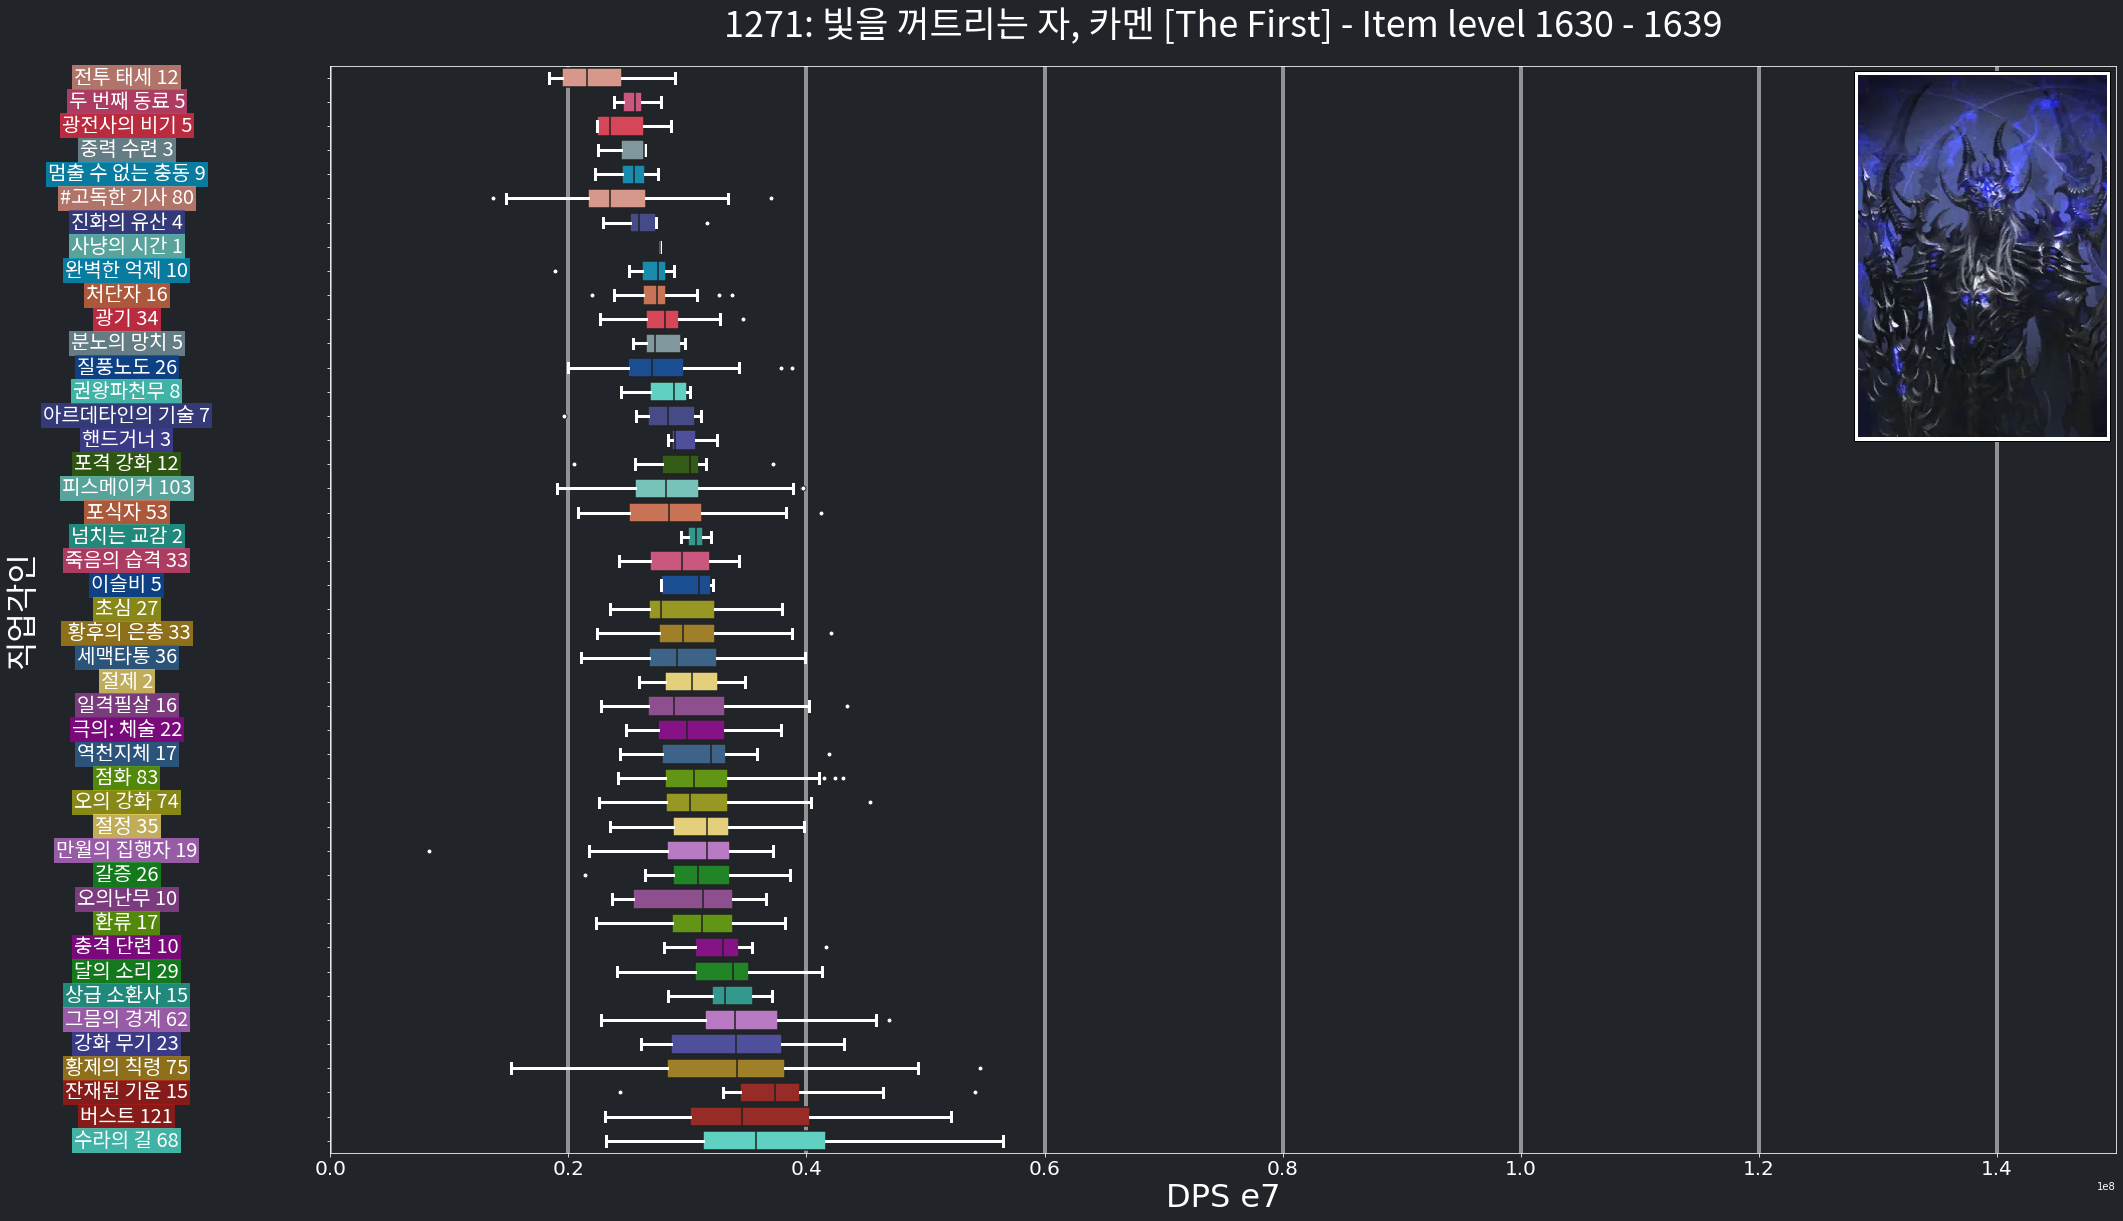 1271: 빛을 꺼트리는 자, 카멘 [The First] - Item level 1630 - 1639
직업각인
전투 태세 12
두 번째 동료 5
광전사의 비기 5
중력 수련 3
멈출 수 없는 충동 9
#고독한 기사 80
진화의 유산 4
사냥의 시간 1
완벽한 억제 10
처단자 16
광기 34
분노의 망치 5
질풍노도 26
권왕파천무 8
아르데타인의 기술 7
핸드거너 3
포격 강화 12
피스메이커 103
포식자 53
넘치는 교감 2
죽음의 습격 33
이슬비 5
초심 27
황후의 은총 33
세맥타통 36
절제 2
일격필살 16
극의: 체술 22
역천지체 17
점화 83
오의 강화 74
절정 35
만월의 집행자 19
갈증 26
오의난무 10
환류 17
충격 단련 10
달의 소리 29
상급 소환사 15
그믐의 경계 62
강화 무기 23
황제의 칙령 75
잔재된 기운 15
버스트 121
수라의 길 68
0.0 0.2 0.4 0.6 0.8 1.0 1.2 1.4
1e8
DPS e7